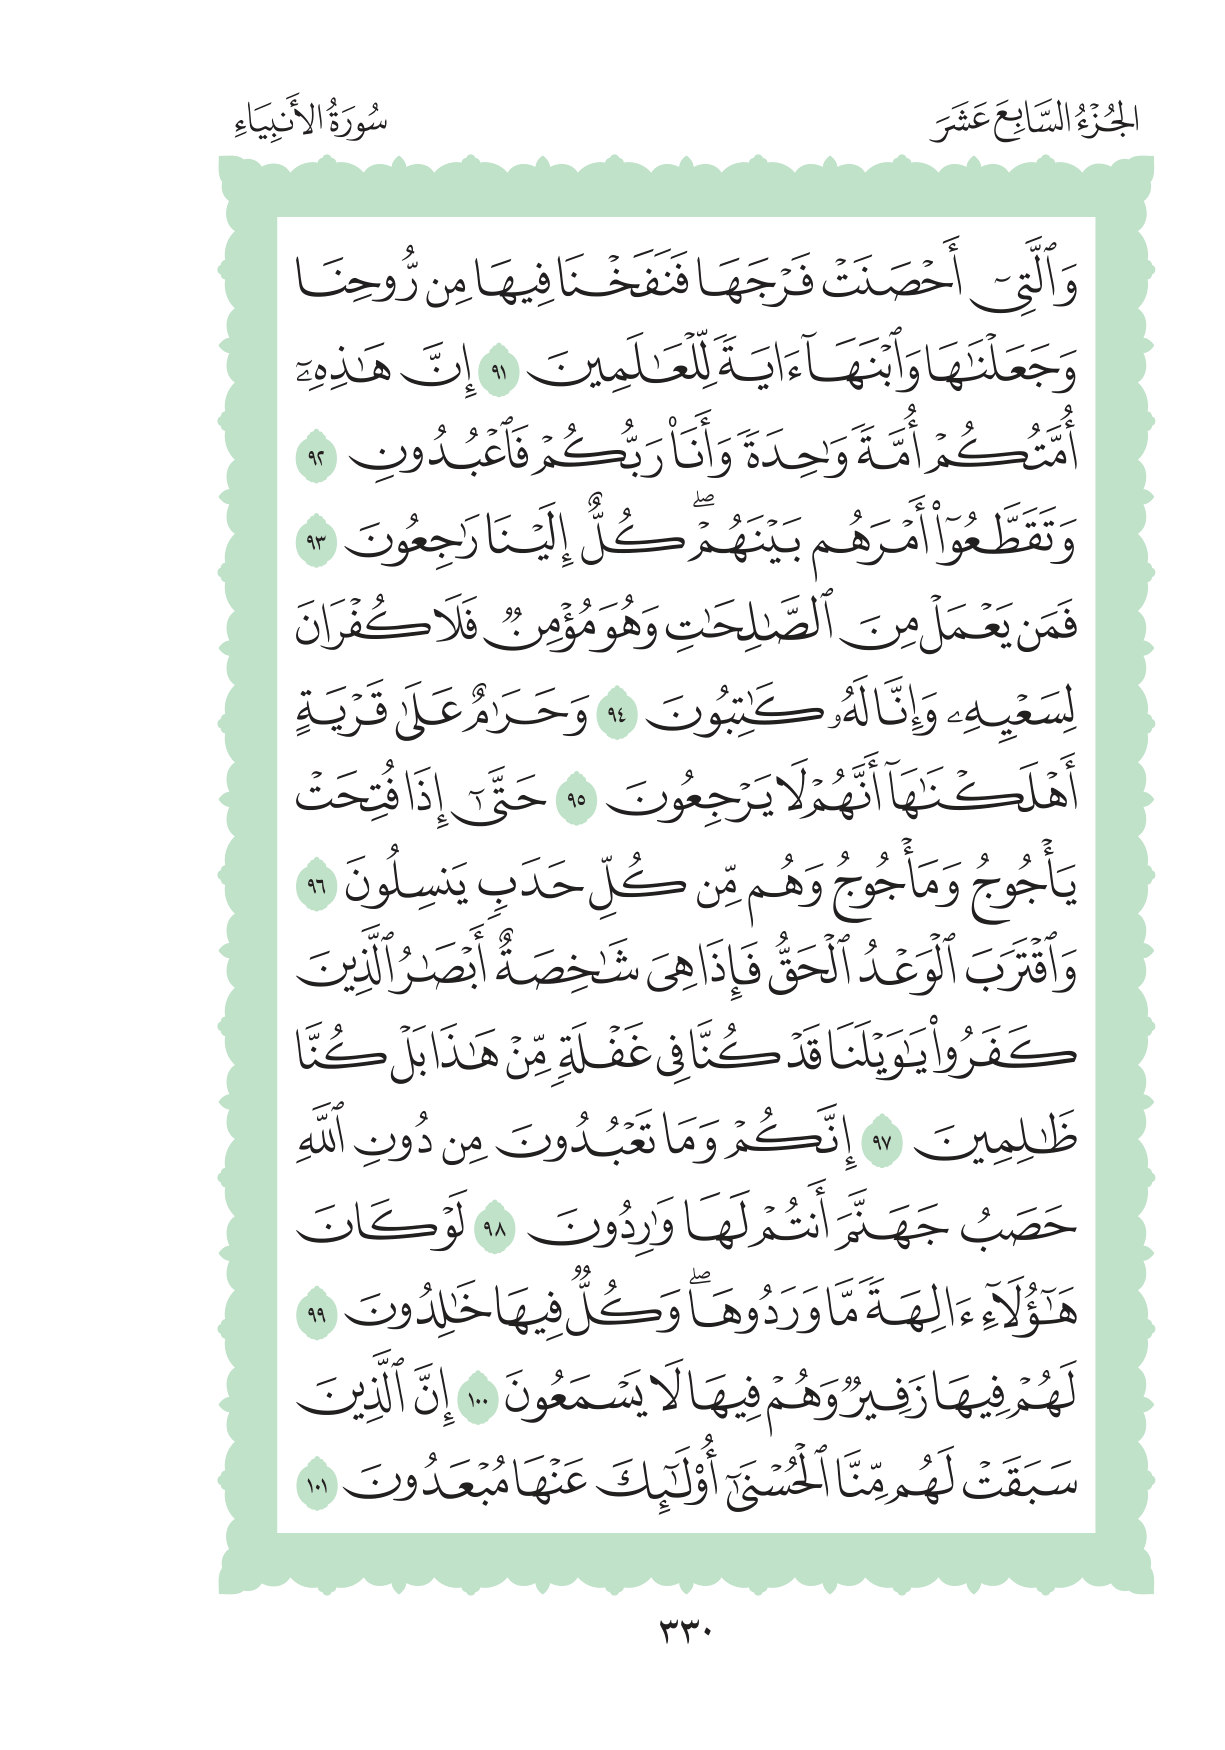 الجُزْءُ السَّابِعَ عَشَرَ
سُورَةُ الأَنبِيَاءِ
وَٱلَّتِيٓ أَحۡصَنَتۡ فَرۡجَهَا فَنَفَخۡنَا فِيهَا مِن رُّوحِنَا
وَجَعَلۡنَٰهَا وَٱبۡنَهَآ ءَايَةٗ لِّلۡعَٰلَمِينَ ٩١ إِنَّ هَٰذِهِۦٓ
أُمَّتُكُمۡ أُمَّةٗ وَٰحِدَةٗ وَأَنَا۠ رَبُّكُمۡ فَٱعۡبُدُونِ ٩٢
وَتَقَطَّعُوٓاْ أَمۡرَهُم بَيۡنَهُمۡۖ كُلٌّ إِلَيۡنَا رَٰجِعُونَ ٩٣
فَمَن يَعۡمَلۡ مِنَ ٱلصَّٰلِحَٰتِ وَهُوَ مُؤۡمِنٞ فَلَا كُفۡرَانَ
لِسَعۡيِهِۦ وَإِنَّا لَهُۥ كَٰتِبُونَ ٩٤ وَحَرَٰمٌ عَلَىٰ قَرۡيَةٍ
أَهۡلَكۡنَٰهَآ أَنَّهُمۡ لَا يَرۡجِعُونَ ٩٥ حَتَّىٰٓ إِذَا فُتِحَتۡ
يَأۡجُوجُ وَمَأۡجُوجُ وَهُم مِّن كُلِّ حَدَبٖ يَنسِلُونَ ٩٦
وَٱقۡتَرَبَ ٱلۡوَعۡدُ ٱلۡحَقُّ فَإِذَا هِيَ شَٰخِصَةٌ أَبۡصَٰرُ ٱلَّذِينَ
كَفَرُواْ يَٰوَيۡلَنَا قَدۡ كُنَّا فِي غَفۡلَةٖ مِّنۡ هَٰذَا بَلۡ كُنَّا
ظَٰلِمِينَ ٩٧ إِنَّكُمۡ وَمَا تَعۡبُدُونَ مِن دُونِ ٱللَّهِ
حَصَبُ جَهَنَّمَ أَنتُمۡ لَهَا وَٰرِدُونَ ٩٨ لَوۡ كَانَ
هَٰٓؤُلَآءِ ءَالِهَةٗ مَّا وَرَدُوهَاۖ وَكُلّٞ فِيهَا خَٰلِدُونَ ٩٩
لَهُمۡ فِيهَا زَفِيرٞ وَهُمۡ فِيهَا لَا يَسۡمَعُونَ ١٠٠ إِنَّ ٱلَّذِينَ
سَبَقَتۡ لَهُم مِّنَّا ٱلۡحُسۡنَىٰٓ أُوْلَٰٓئِكَ عَنۡهَا مُبۡعَدُونَ ١٠١
٣٣٠